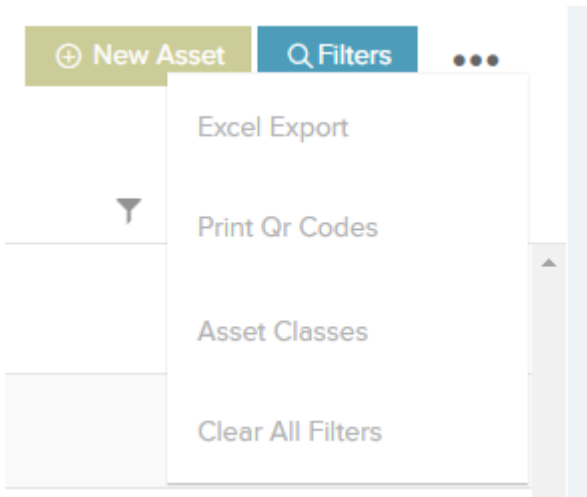 New Asset
Filters
Excel Export
Print Qr Codes
Asset Classes
Clear All Filters